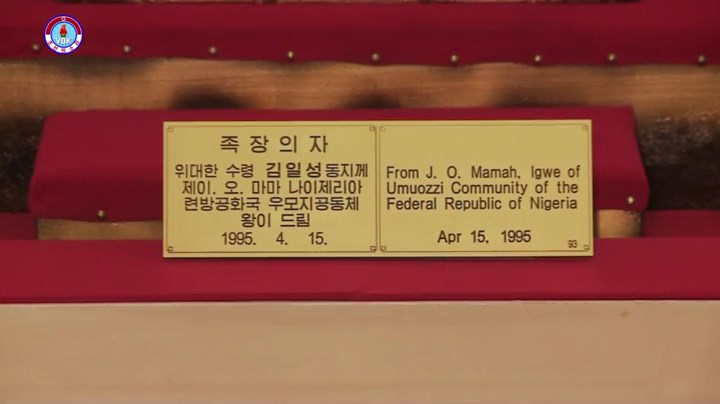 VOK
족장의자
위대한 수령 김일성동지께
제이. 오. 마마 나이제리아
련방공화국 우모지공동체
왕이 드림
1995. 4. 15.
From J. O. Mamah, Igwe of
Umuozzi Community of the
Federal Republic of Nigeria
Apr 15, 1995
93